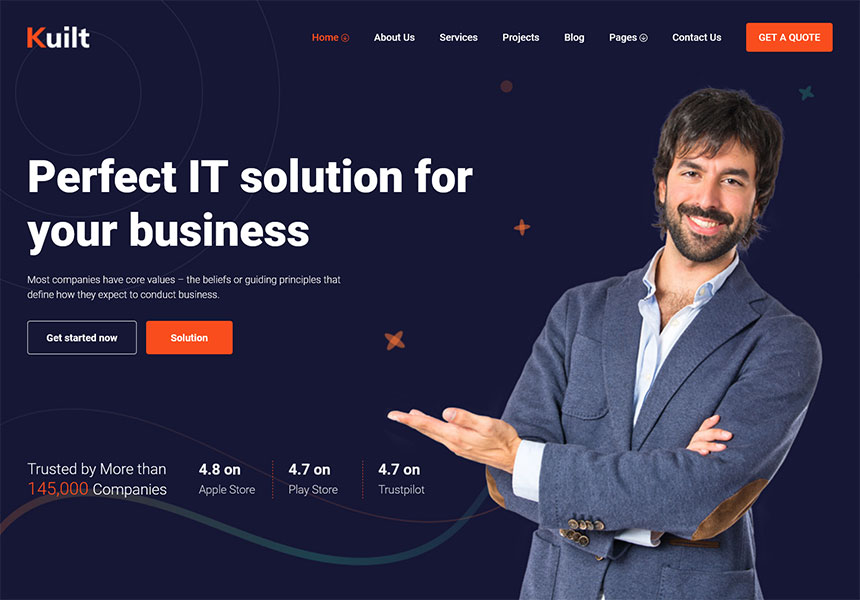 Kuilt
Home
About Us
Services
Projects
Blog
Pages
Contact Us
GET A QUOTE
Perfect IT solution for
your business
Most companies have core values – the beliefs or guiding principles that
define how they expect to conduct business.
Get started now
Solution
Trusted by More than
145,000 Companies
4.8 on
Apple Store
4.7 on
Play Store
4.7 on
Trustpilot